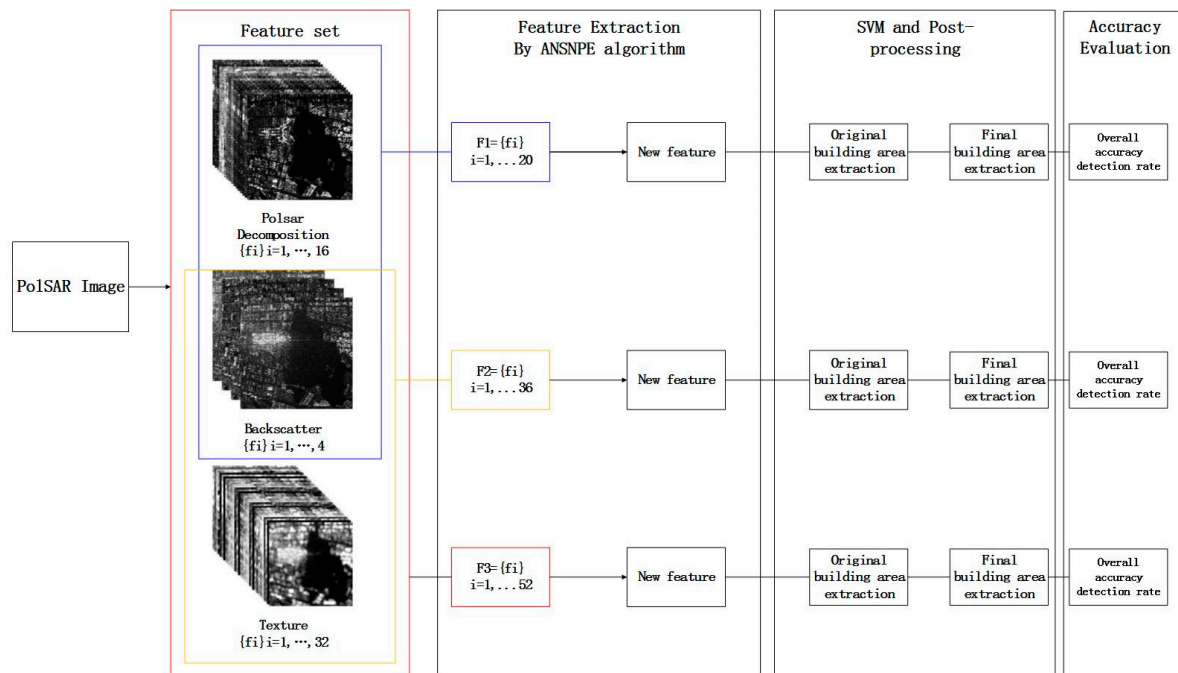 PolSAR Image
Feature set
Polsar
Decomposition
{fi}i=1, ···, 16
Backscatter
{fi}i=1, ···, 4
Texture
{fi}i=1, ···, 32
Feature Extraction
By ANSNPE algorithm
F1={fi}
i=1, ...20
New feature
F2={fi}
i=1, ...36
New feature
F3={fi}
i=1, ...52
New feature
SVM and Post-
processing
Original
building area
extraction
Final
building area
extraction
Original
building area
extraction
Final
building area
extraction
Original
building area
extraction
Final
building area
extraction
Accuracy
Evaluation
Overall
accuracy
detection rate
Overall
accuracy
detection rate
Overall
accuracy
detection rate